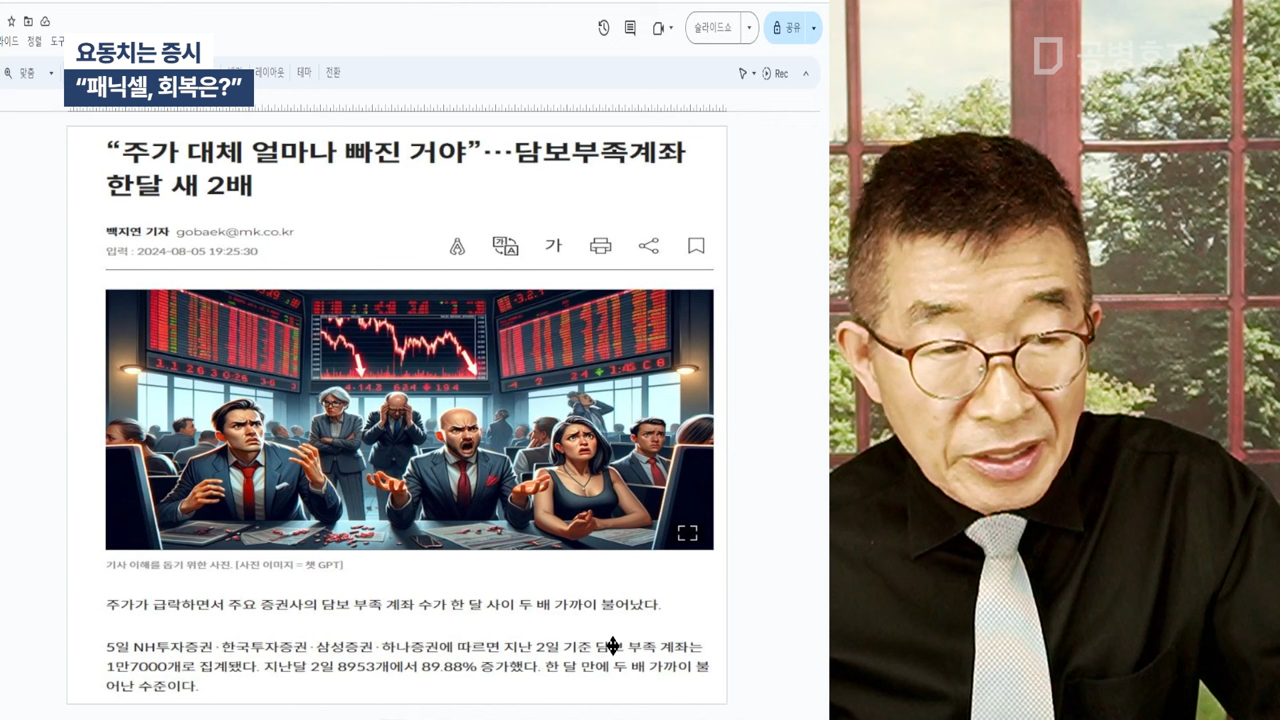 요동치는 증시
“패닉셀, 회복은?”
정렬
도구
슬라이드쇼
공유
맞춤
레이아웃
테마
전환
Rec
공병호TV
“주가 대체 얼마나 빠진 거야”…담보부족계좌
한달 새 2배
백지연 기자 gobaek@mk.co.kr
입력 : 2024-08-05 19:25:30
가
기사 이해를 돕기 위한 사진. [사진 이미지 = 챗 GPT]
주가가 급락하면서 주요 증권사의 담보 부족 계좌 수가 한 달 사이 두 배 가까이 불어났다.
5일 NH투자증권·한국투자증권·삼성증권·하나증권에 따르면 지난 2일 기준 담보 부족 계좌는
1만7000개로 집계됐다. 지난달 2일 8953개에서 89.88% 증가했다. 한 달 만에 두 배 가까이 불
어난 수준이다.